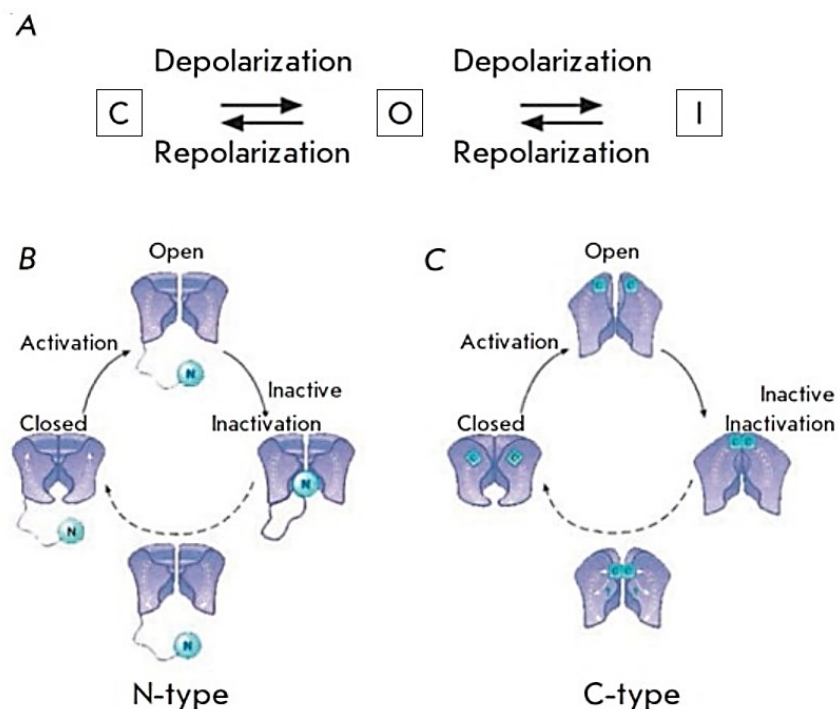 A
Depolarization Depolarization
C O I
Repolarization Repolarization
B
Open
Activation
N
Inactive
Closed
Inactivation
N
N
N
N-type
C
Open
C C
Activation
Inactive
Closed
Inactivation
C C
C C
C C
C-type